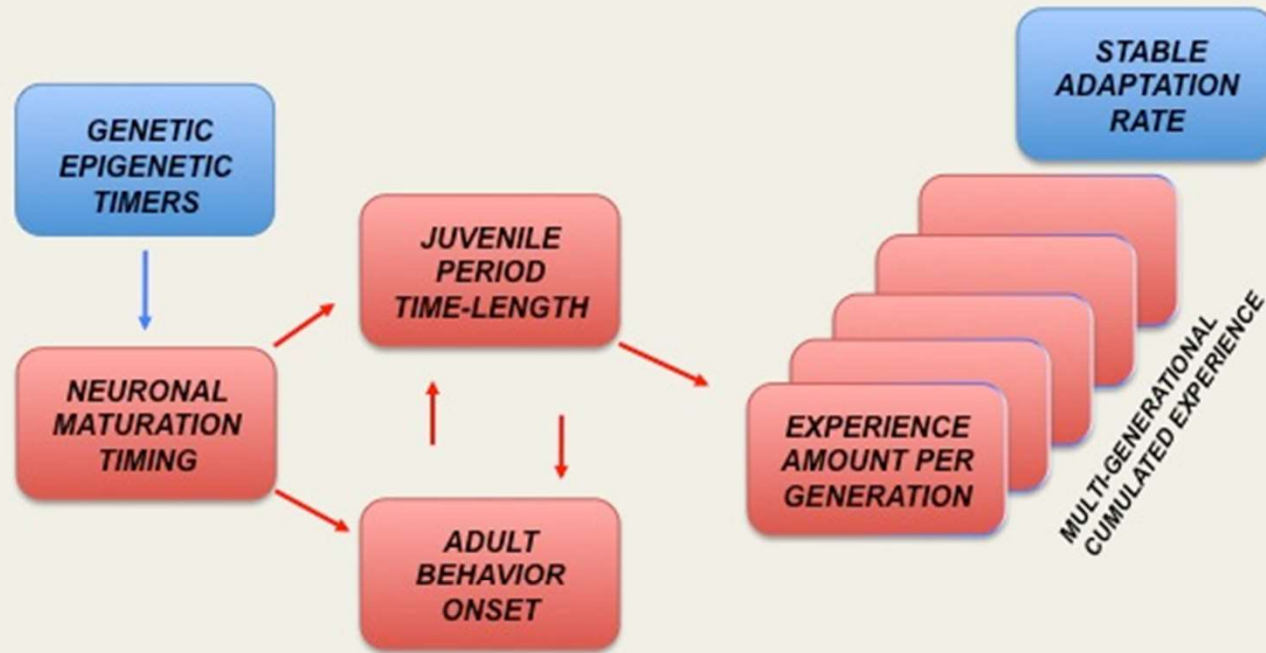 GENETIC
EPIGENETIC
TIMERS
NEURONAL
MATURATION
TIMING
JUVENILE
PERIOD
TIME-LENGTH
ADULT
BEHAVIOR
ONSET
EXPERIENCE
AMOUNT PER
GENERATION
MULTI-GENERATIONAL
CUMULATED EXPERIENCE
STABLE
ADAPTATION
RATE